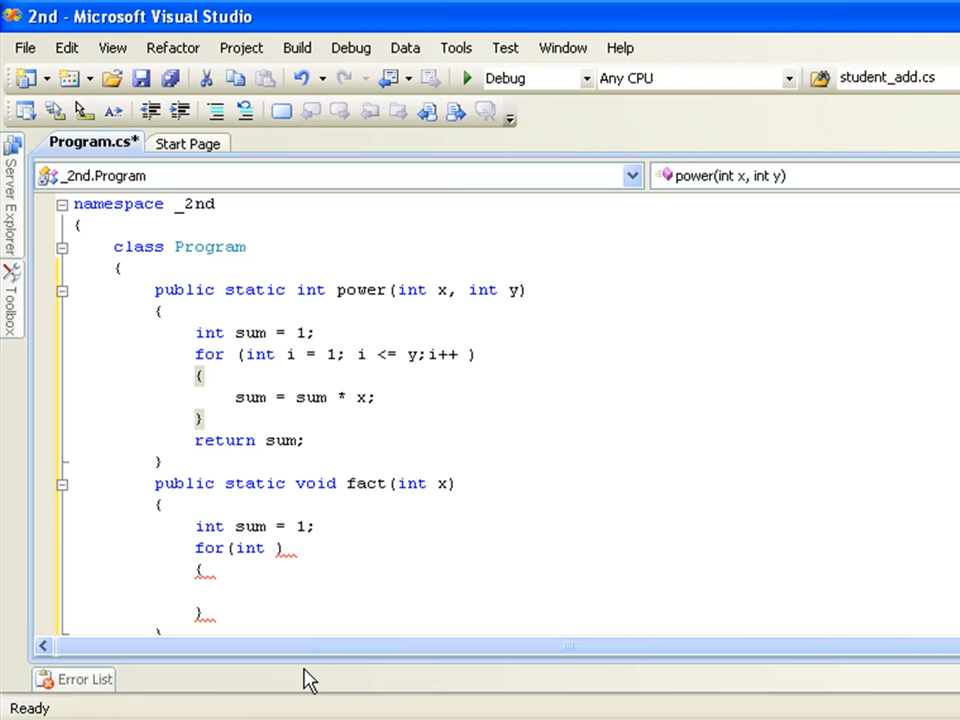 2nd - Microsoft Visual Studio
File Edit View Refactor Project Build Debug Data Tools Test Window Help
Debug Any CPU student_add.cs
Program.cs* Start Page
_2nd.Program power(int x, int y)
Server Explorer
Toolbox
namespace _2nd
{
class Program
{
public static int power(int x, int y)
{
int sum = 1;
for (int i = 1; i <= y;i++ )
{
sum = sum * x;
}
return sum;
}
public static void fact(int x)
{
int sum = 1;
for(int )
{
}
}
Error List
Ready